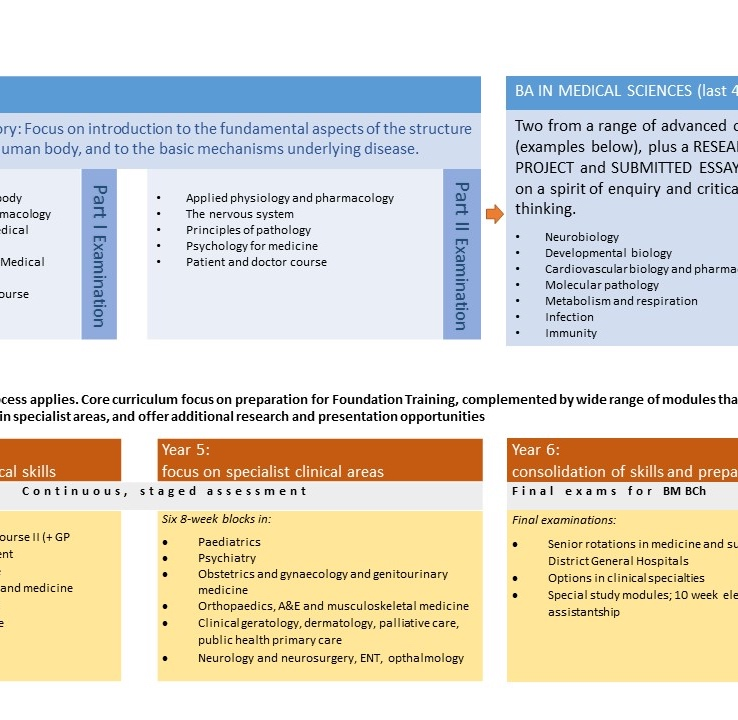 BA IN MEDICAL SCIENCES (last 4
ory: Focus on introduction to the fundamental aspects of the structure
uman body, and to the basic mechanisms underlying disease.
Two from a range of advanced
(examples below), plus a RESEA
PROJECT and SUBMITTED ESSAY
on a spirit of enquiry and critica
thinking.
body
macology
edical
Medical
ourse
Part I Examination
• Applied physiology and pharmacology
• The nervous system
• Principles of pathology
• Psychology for medicine
• Patient and doctor course
Part II Examination
• Neurobiology
• Developmental biology
• Cardiovascular biology and pharma
• Molecular pathology
• Metabolism and respiration
• Infection
• Immunity
cess applies. Core curriculum focus on preparation for Foundation Training, complemented by wide range of modules tha
in specialist areas, and offer additional research and presentation opportunities
cal skills
Year 5:
focus on specialist clinical areas
Year 6:
consolidation of skills and prepa
Continuous, staged assessment
Final exams for BM BCh
ourse II (+ GP
ent
and medicine
e
Six 8-week blocks in:
• Paediatrics
• Psychiatry
• Obstetrics and gynaecology and genitourinary
medicine
• Orthopaedics, A&E and musculoskeletal medicine
• Clinical geratology, dermatology, palliative care,
public health primary care
• Neurology and neurosurgery, ENT, opthalmology
Final examinations:
• Senior rotations in medicine and su
District General Hospitals
• Options in clinical specialties
• Special study modules; 10 week ele
assistantship